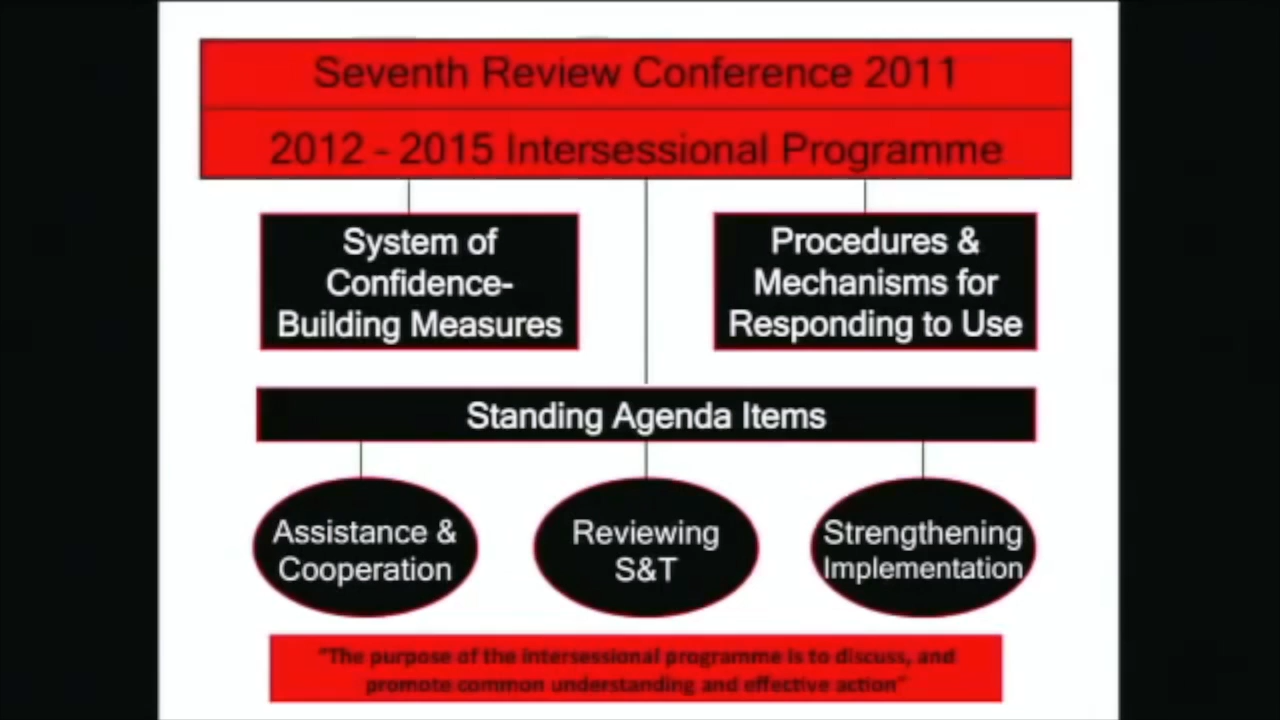 Seventh Review Conference 2011
2012 - 2015 Intersessional Programme
System of
Confidence-
Building Measures
Procedures &
Mechanisms for
Responding to Use
Standing Agenda Items
Assistance &
Cooperation
Reviewing
S&T
Strengthening
Implementation
"The purpose of the intersessional programme is to discuss, and
promote common understanding and effective action"